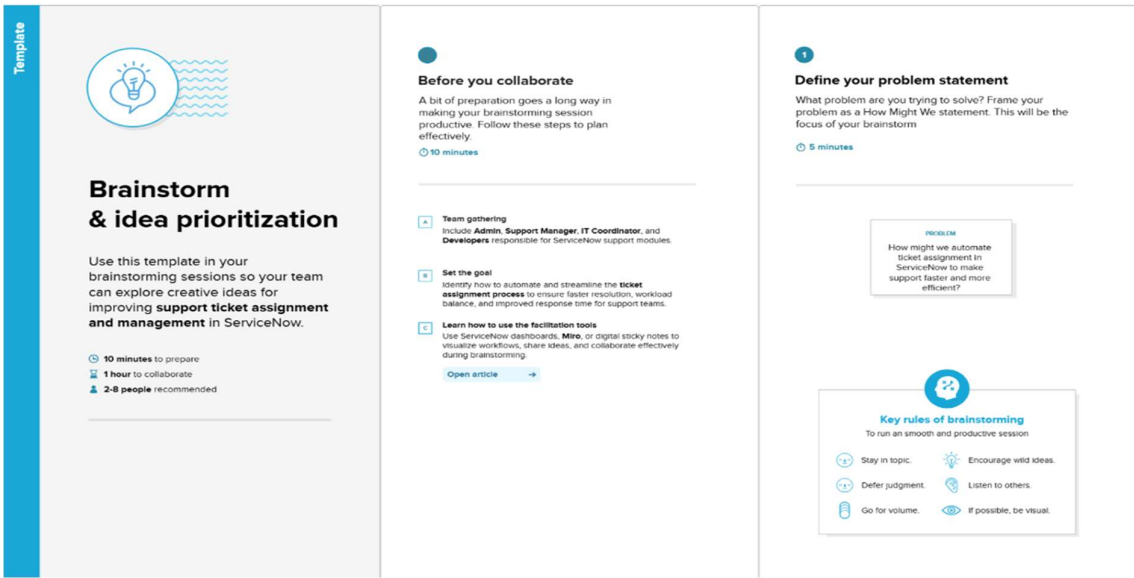 Template
Brainstorm
& idea prioritization
Use this template in your
brainstorming sessions so your team
can explore creative ideas for
improving support ticket assignment
and management in ServiceNow.
10 minutes to prepare
1 hour to collaborate
2-8 people recommended
Before you collaborate
A bit of preparation goes a long way in
making your brainstorming session
productive. Follow these steps to plan
effectively.
10 minutes
A
Team gathering
Include Admin, Support Manager, IT Coordinator, and
Developers responsible for ServiceNow support modules.
B
Set the goal
Identify how to automate and streamline the ticket
assignment process to ensure faster resolution, workload
balance, and improved response time for support teams.
C
Learn how to use the facilitation tools
Use ServiceNow dashboards, Miro, or digital sticky notes to
visualize workflows, share ideas, and collaborate effectively
during brainstorming.
Open article →
1
Define your problem statement
What problem are you trying to solve? Frame your
problem as a How Might We statement. This will be the
focus of your brainstorm
5 minutes
PROBLEM
How might we automate
ticket assignment in
ServiceNow to make
support faster and more
efficient?
Key rules of brainstorming
To run an smooth and productive session
Stay in topic. Encourage wild ideas.
Defer judgment. Listen to others.
Go for volume. If possible, be visual.